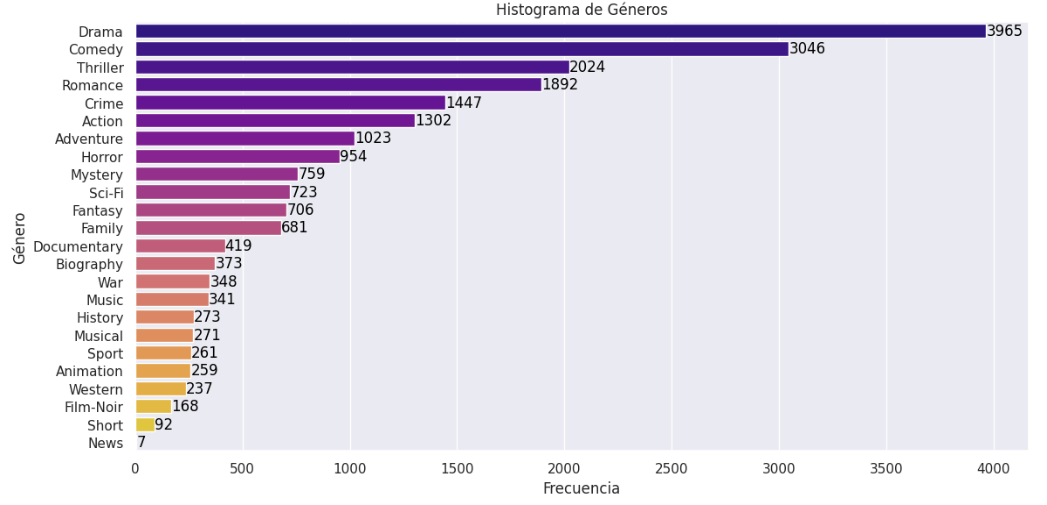 Histograma de Géneros
Género
Drama 3965
Comedy 3046
Thriller 2024
Romance 1892
Crime 1447
Action 1302
Adventure 1023
Horror 954
Mystery 759
Sci-Fi 723
Fantasy 706
Family 681
Documentary 419
Biography 373
War 348
Music 341
History 273
Musical 271
Sport 261
Animation 259
Western 237
Film-Noir 168
Short 92
News 7
0 500 1000 1500 2000 2500 3000 3500 4000
Frecuencia